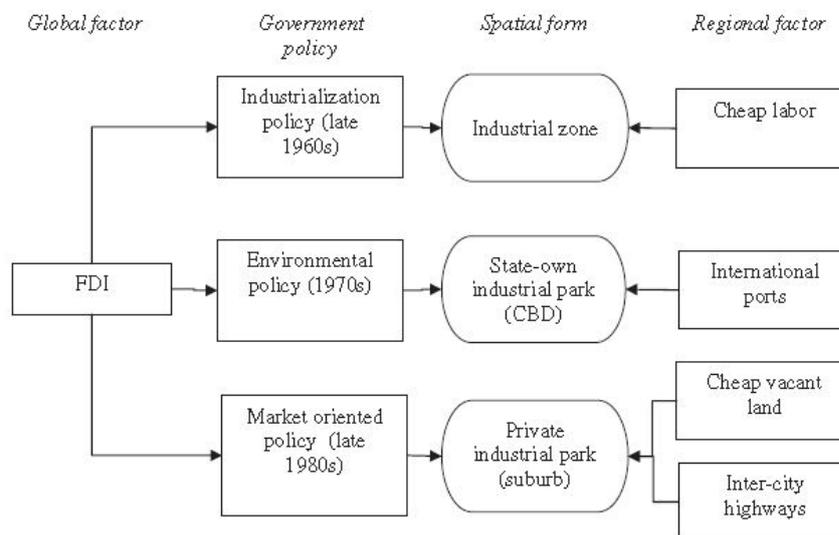 Global factor
Government
policy
Spatial form
Regional factor
Industrialization
policy (late
1960s)
Industrial zone
Cheap labor
FDI
Environmental
policy (1970s)
State-own
industrial park
(CBD)
International
ports
Market oriented
policy (late
1980s)
Private
industrial park
(suburb)
Cheap vacant
land
Inter-city
highways